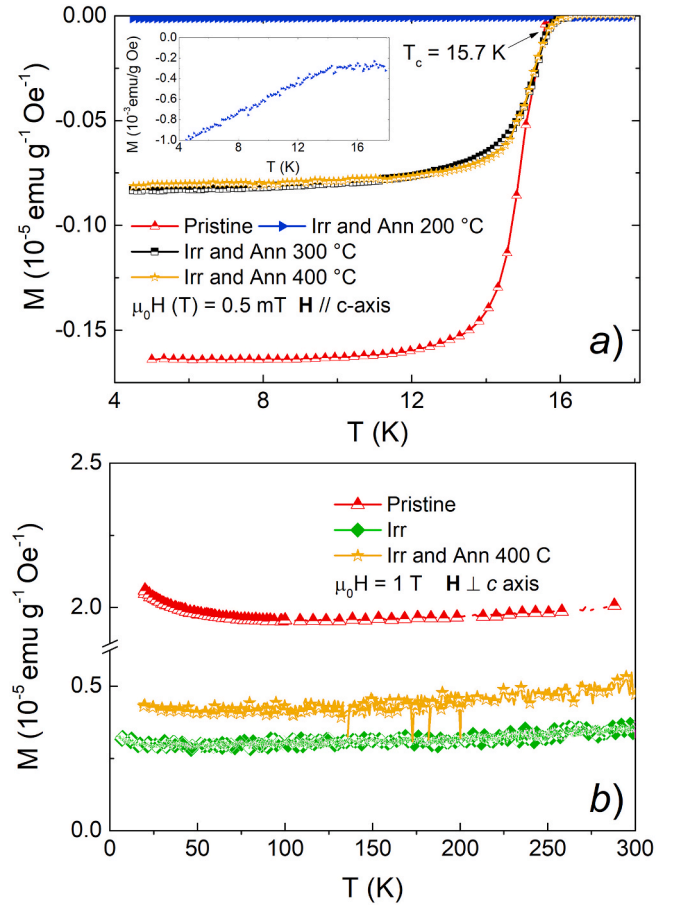 0.00
-0.05
-0.10
-0.15
M (10⁻⁵ emu g⁻¹ Oe⁻¹)
0.0
-0.2
-0.4
-0.6
-0.8
-1.0
M (10⁻³emu/g Oe)
4 8 12 16
T (K)
T_c = 15.7 K
Pristine Irr and Ann 200 °C
Irr and Ann 300 °C
Irr and Ann 400 °C
μ₀H (T) = 0.5 mT H // c-axis
a)
4 8 12 16
T (K)
2.5
2.0
0.5
0.0
M (10⁻⁵ emu g⁻¹ Oe⁻¹)
Pristine
Irr
Irr and Ann 400 C
μ₀H = 1 T H ⊥ c axis
b)
0 50 100 150 200 250 300
T (K)